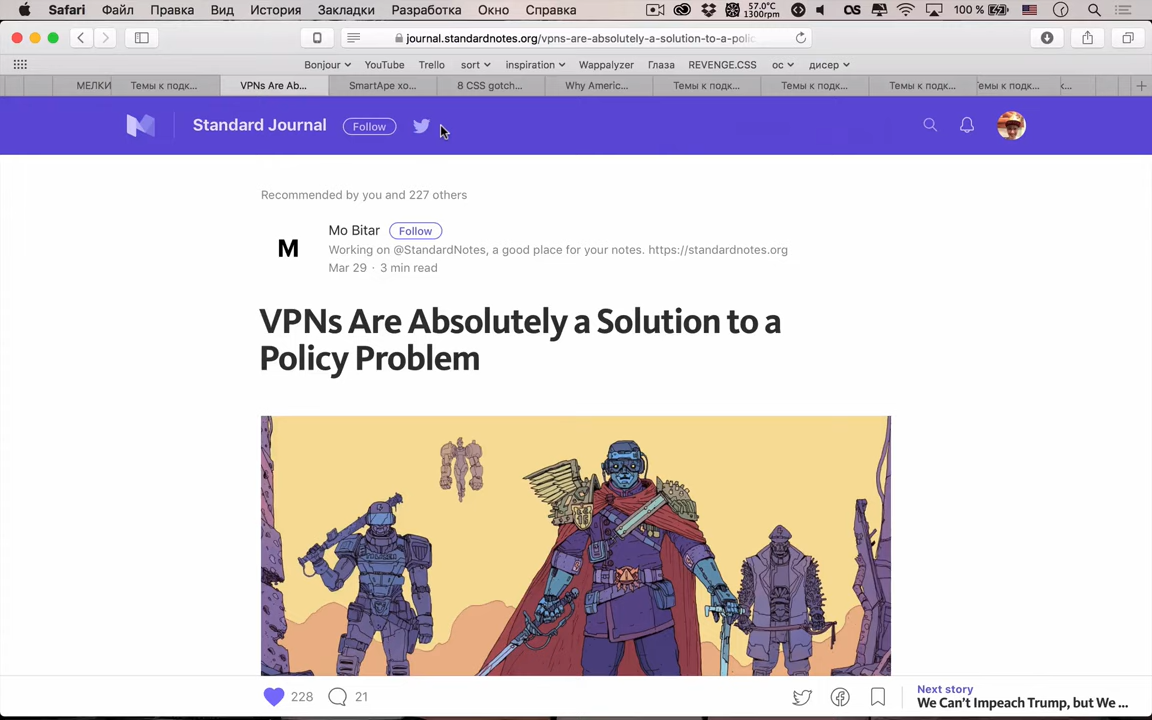 Safari Файл Правка Вид История Закладки Разработка Окно Справка 57.0°C 1300rpm 100 %
journal.standardnotes.org/vpns-are-absolutely-a-solution-to-a-polic
Bonjour YouTube Trello sort inspiration Wappalyzer Глаза REVENGE.CSS ос дисер
МЕЛКИ Темы к подк... VPNs Are Ab... SmartApe хо... 8 CSS gotch... Why Americ... Темы к подк... Темы к подк... Темы к подк... Темы к подк... к...
Standard Journal Follow
Recommended by you and 227 others
M
Mo Bitar Follow
Working on @StandardNotes, a good place for your notes. https://standardnotes.org
Mar 29 · 3 min read
VPNs Are Absolutely a Solution to a
Policy Problem
228 21
Next story
We Can't Impeach Trump, but We ...